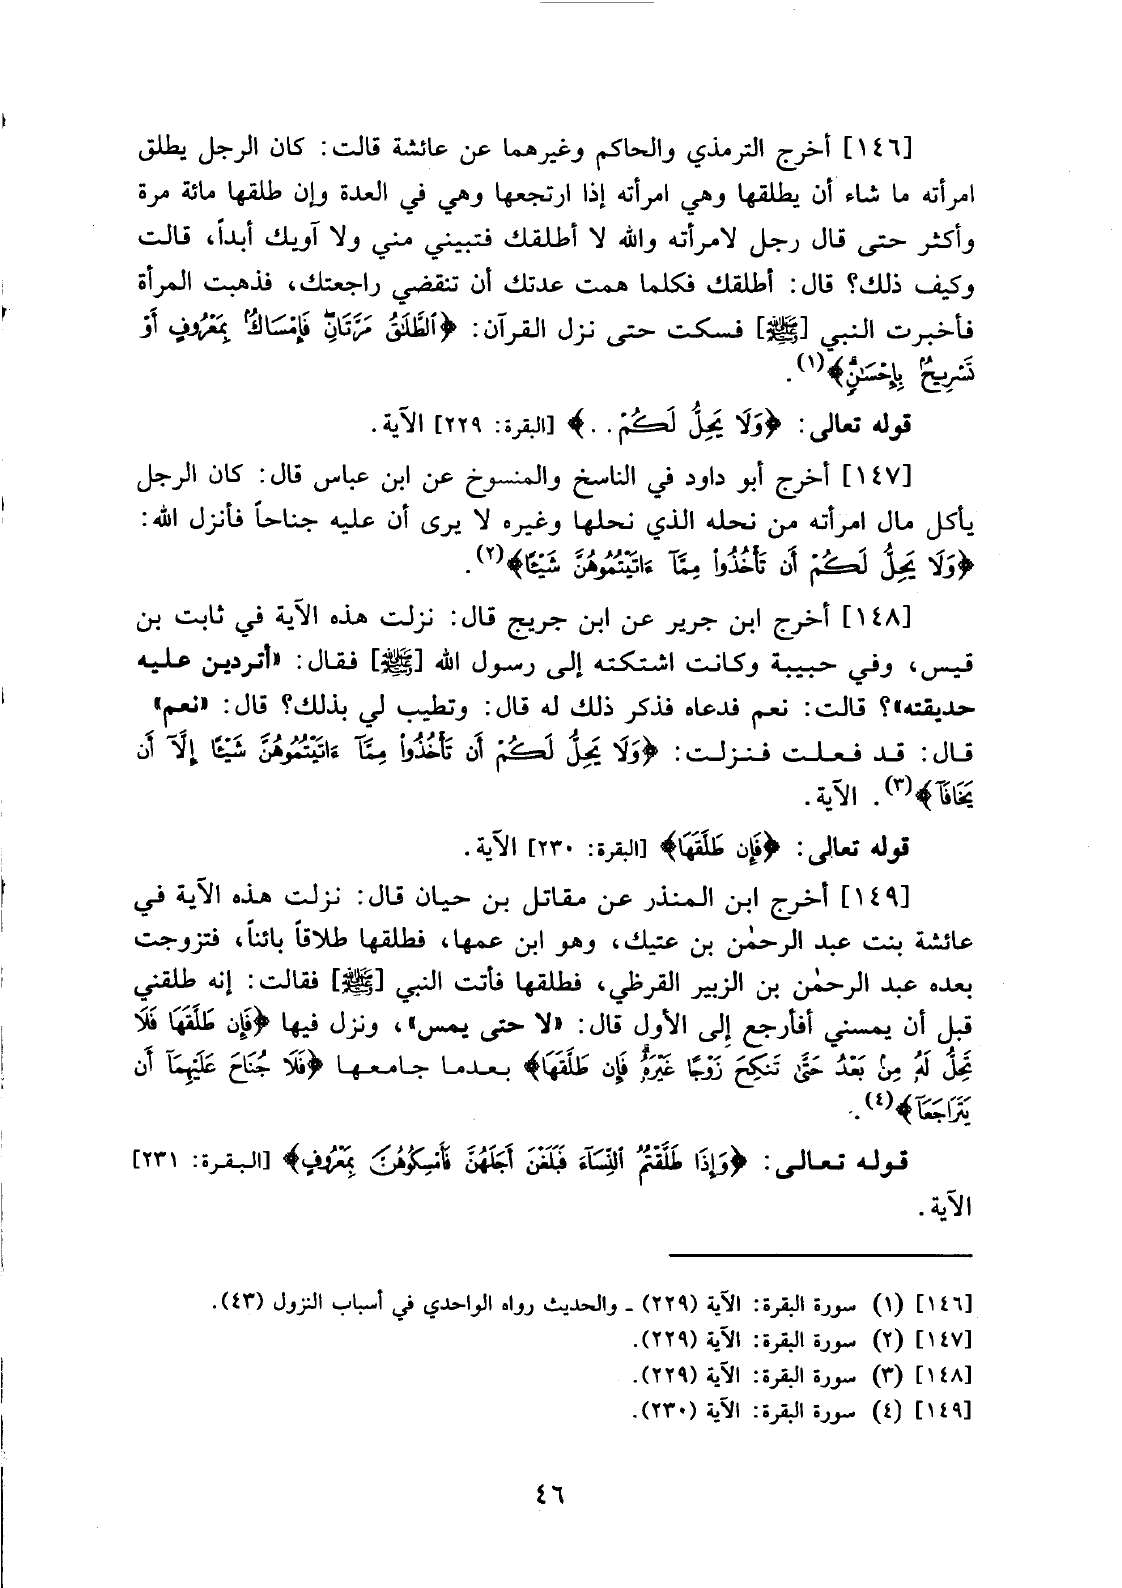 [١٤٦] أخرج الترمذي والحاكم وغيرهما عن عائشة قالت: كان الرجل يطلق
امرأته ما شاء أن يطلقها وهي امرأته إذا ارتجعها وهي في العدة وإن طلقها مائة مرة
وأكثر حتى قال رجل لامرأته والله لا أطلقك فتبيني مني ولا آويك أبداً، قالت
وكيف ذلك؟ قال: أطلقك فكلما همت عدتك أن تنقضي راجعتك، فذهبت المرأة
فأخبرت النبي [ﷺ] فسكت حتى نزل القرآن: ﴿ٱلطَّلَٰقُ مَرَّتَانِۖ فَإِمْسَاكُۢ بِمَعْرُوفٍ أَوْ
تَسْرِيحُۢ بِإِحْسَٰنٍ﴾(١).
قوله تعالى: ﴿وَلَا يَحِلُّ لَكُمْ . .﴾ [البقرة: ٢٢٩] الآية.
[١٤٧] أخرج أبو داود في الناسخ والمنسوخ عن ابن عباس قال: كان الرجل
يأكل مال امرأته من نحله الذي نحلها وغيره لا يرى أن عليه جناحاً فأنزل الله:
﴿وَلَا يَحِلُّ لَكُمْ أَن تَأْخُذُوا۟ مِمَّآ ءَاتَيْتُمُوهُنَّ شَيْـًٔا﴾(٢).
[١٤٨] أخرج ابن جرير عن ابن جريج قال: نزلت هذه الآية في ثابت بن
قيس، وفي حبيبة وكانت اشتكته إلى رسول الله [ﷺ] فقال: «أتردين عليه
حديقته»؟ قالت: نعم فدعاه فذكر ذلك له قال: وتطيب لي بذلك؟ قال: «نعم»
قال: قد فعلت فنزلت: ﴿وَلَا يَحِلُّ لَكُمْ أَن تَأْخُذُوا۟ مِمَّآ ءَاتَيْتُمُوهُنَّ شَيْـًٔا إِلَّآ أَن
يَخَافَآ﴾(٣). الآية.
قوله تعالى: ﴿فَإِن طَلَّقَهَا﴾ [البقرة: ٢٣٠] الآية.
[١٤٩] أخرج ابن المنذر عن مقاتل بن حيان قال: نزلت هذه الآية في
عائشة بنت عبد الرحمٰن بن عتيك، وهو ابن عمها، فطلقها طلاقاً بائناً، فتزوجت
بعده عبد الرحمٰن بن الزبير القرظي، فطلقها فأتت النبي [ﷺ] فقالت: إنه طلقني
قبل أن يمسني أفأرجع إلى الأول قال: «لا حتى يمس»، ونزل فيها ﴿فَإِن طَلَّقَهَا فَلَا
تَحِلُّ لَهُۥ مِنۢ بَعْدُ حَتَّىٰ تَنكِحَ زَوْجًا غَيْرَهُۥۗ فَإِن طَلَّقَهَا﴾ بعدما جامعها ﴿فَلَا جُنَاحَ عَلَيْهِمَآ أَن
يَتَرَاجَعَآ﴾(٤).
قوله تعالى: ﴿وَإِذَا طَلَّقْتُمُ ٱلنِّسَآءَ فَبَلَغْنَ أَجَلَهُنَّ فَأَمْسِكُوهُنَّ بِمَعْرُوفٍ﴾ [البقرة: ٢٣١]
الآية.
[١٤٦] (١) سورة البقرة: الآية (٢٢٩) ـ والحديث رواه الواحدي في أسباب النزول (٤٣).
[١٤٧] (٢) سورة البقرة: الآية (٢٢٩).
[١٤٨] (٣) سورة البقرة: الآية (٢٢٩).
[١٤٩] (٤) سورة البقرة: الآية (٢٣٠).
٤٦